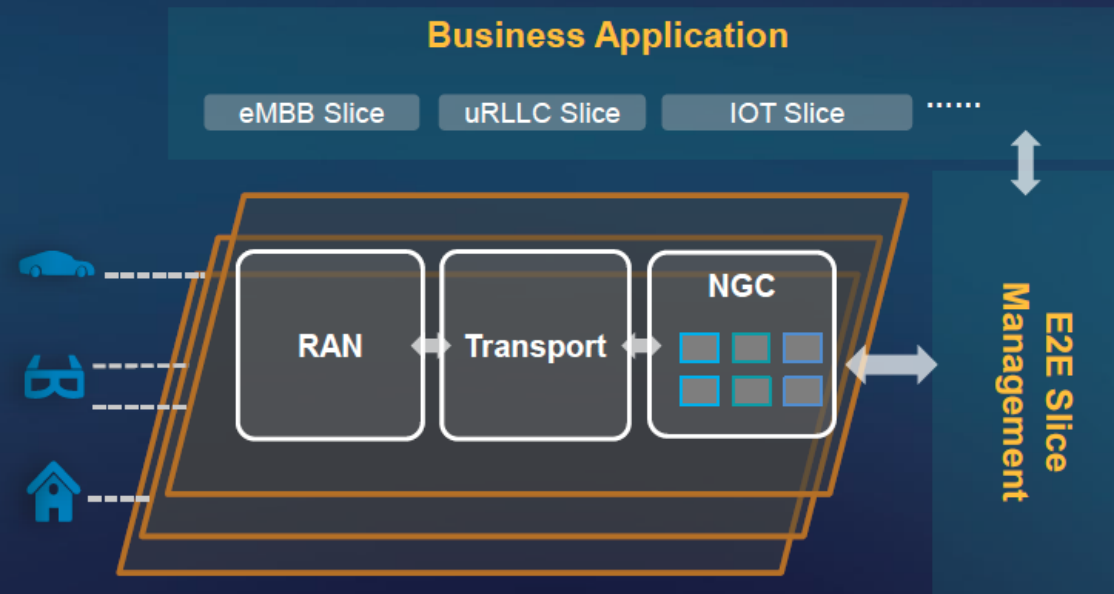 Business Application
eMBB Slice
uRLLC Slice
IOT Slice
......
RAN
Transport
NGC
E2E Slice
Management